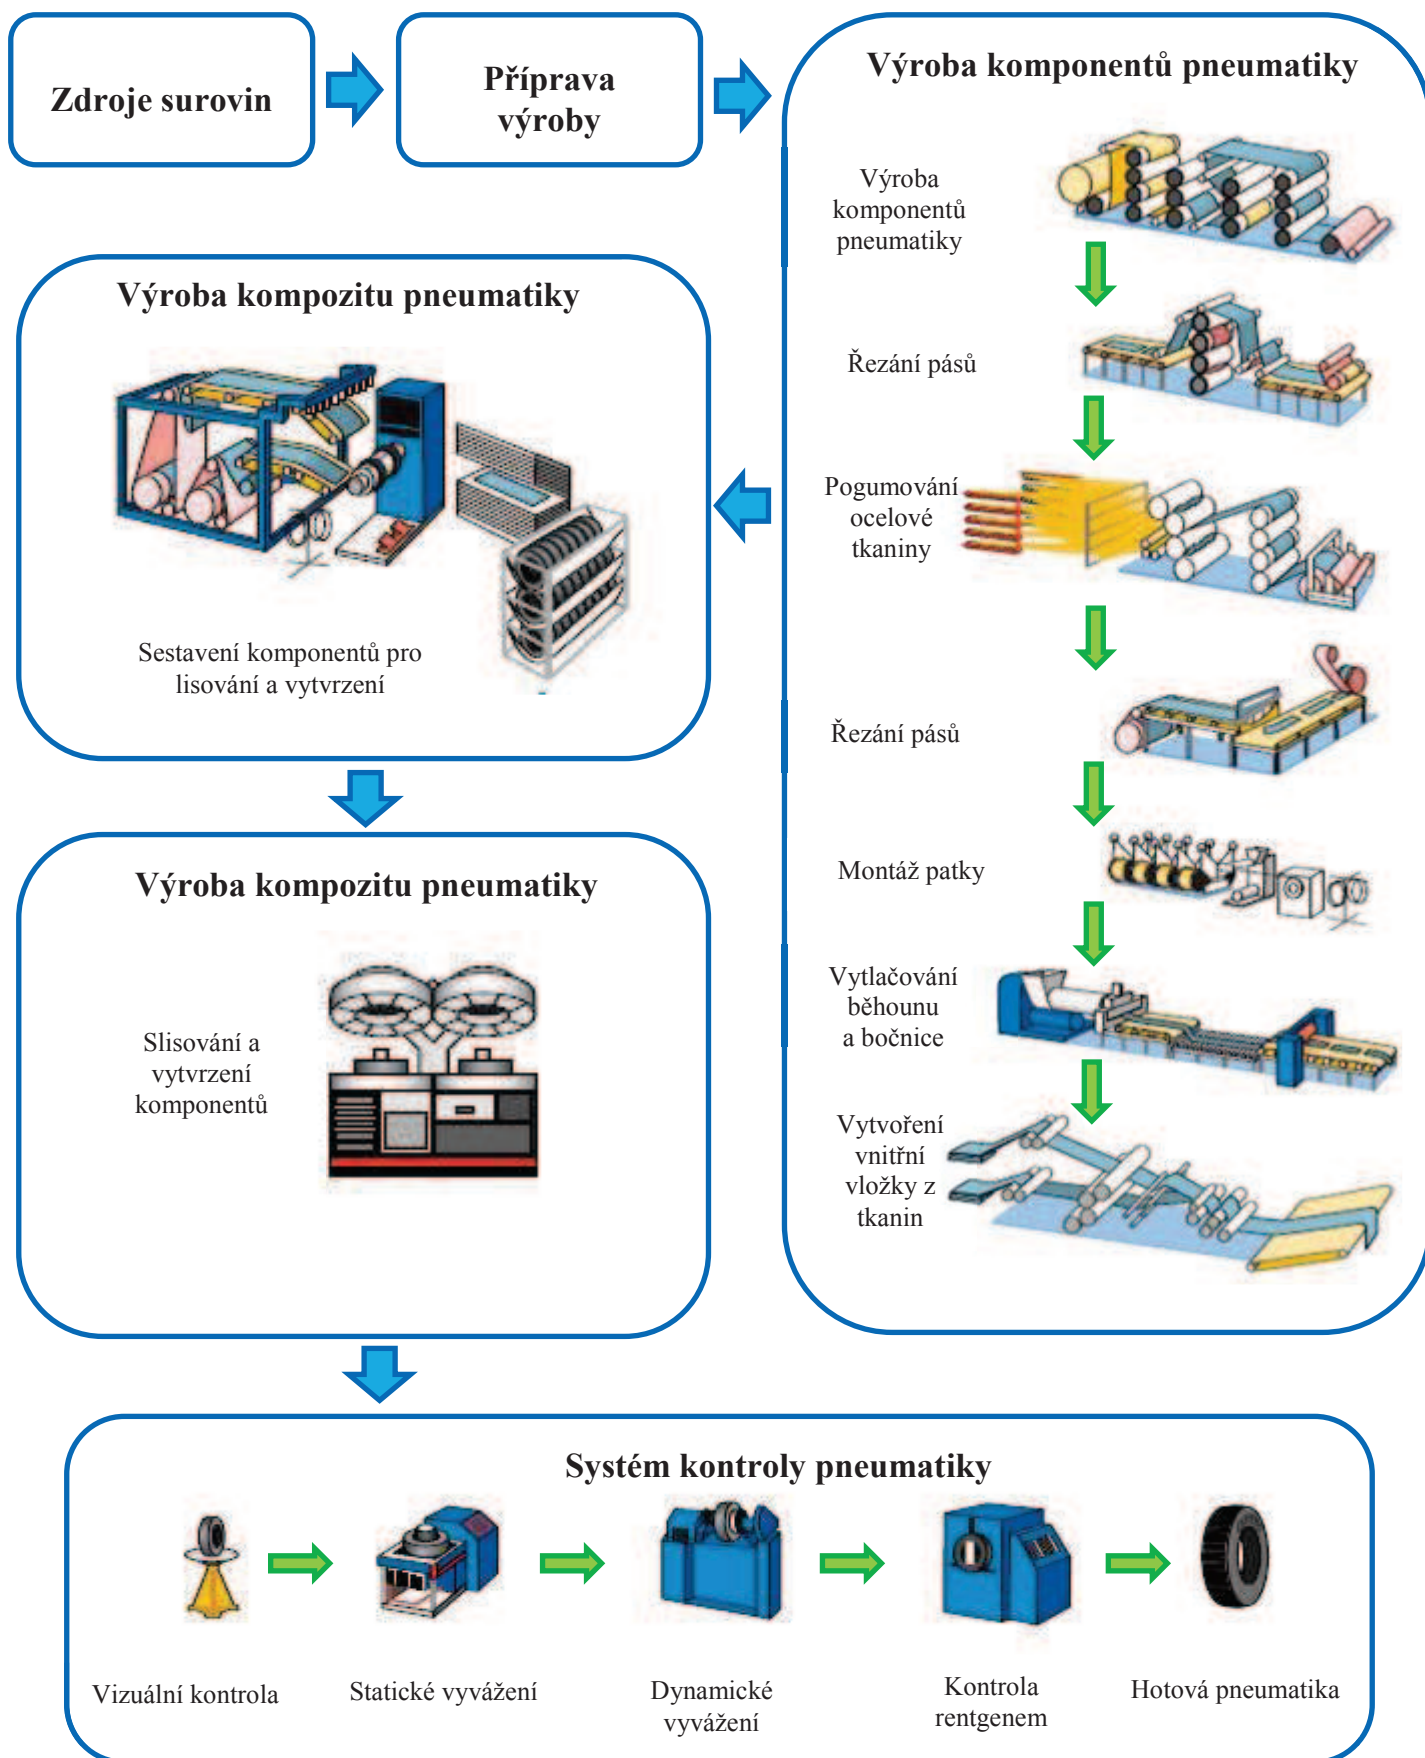 Zdroje surovin
Příprava
výroby
Výroba komponentů pneumatiky
Výroba
komponentů
pneumatiky
Řezání pásů
Pogumování
ocelové
tkaniny
Řezání pásů
Montáž patky
Vytlačování
běhounu
a bočnice
Vytvoření
vnitřní
vložky z
tkanin
Výroba kompozitu pneumatiky
Sestavení komponentů pro
lisování a vytvrzení
Výroba kompozitu pneumatiky
Slisování a
vytvrzení
komponentů
Systém kontroly pneumatiky
Vizuální kontrola
Statické vyvážení
Dynamické
vyvážení
Kontrola
rentgenem
Hotová pneumatika